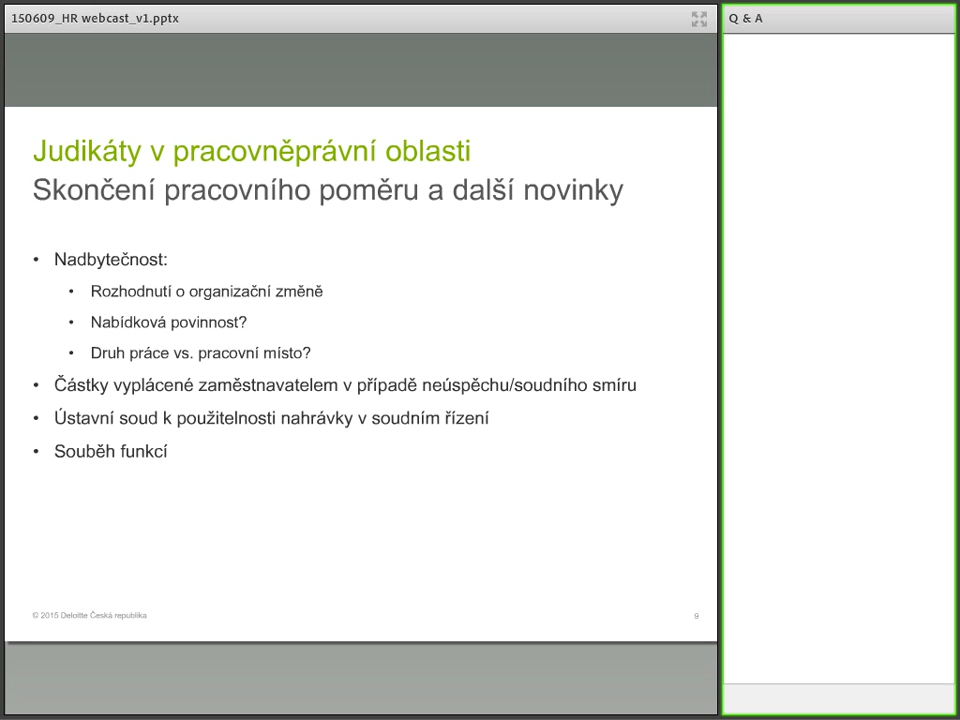 150609_HR webcast_v1.pptx
Q & A
Judikáty v pracovněprávní oblasti
Skončení pracovního poměru a další novinky
• Nadbytečnost:
• Rozhodnutí o organizační změně
• Nabídková povinnost?
• Druh práce vs. pracovní místo?
• Částky vyplácené zaměstnavatelem v případě neúspěchu/soudního smíru
• Ústavní soud k použitelnosti nahrávky v soudním řízení
• Souběh funkcí
© 2015 Deloitte Česká republika
9